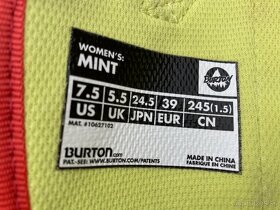 WOMEN'S:
MINT
BURTON
7.5 5.5 24.5 39 245(1.5)
US UK JPN EUR CN
MAT. #10627102
BURTON.com
PAT.-SEE: WWW.BURTON.COM/PATENTS
MADE IN CHINA
FABRIQUÉ EN CHINE